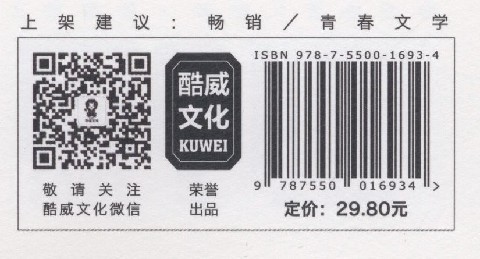 上架建议：畅销／青春文学
ISBN 978-7-5500-1693-4
酷威
文化
KUWEI
9 787550 016934 >
敬请关注
酷威文化微信
荣誉
出品
定价：29.80元